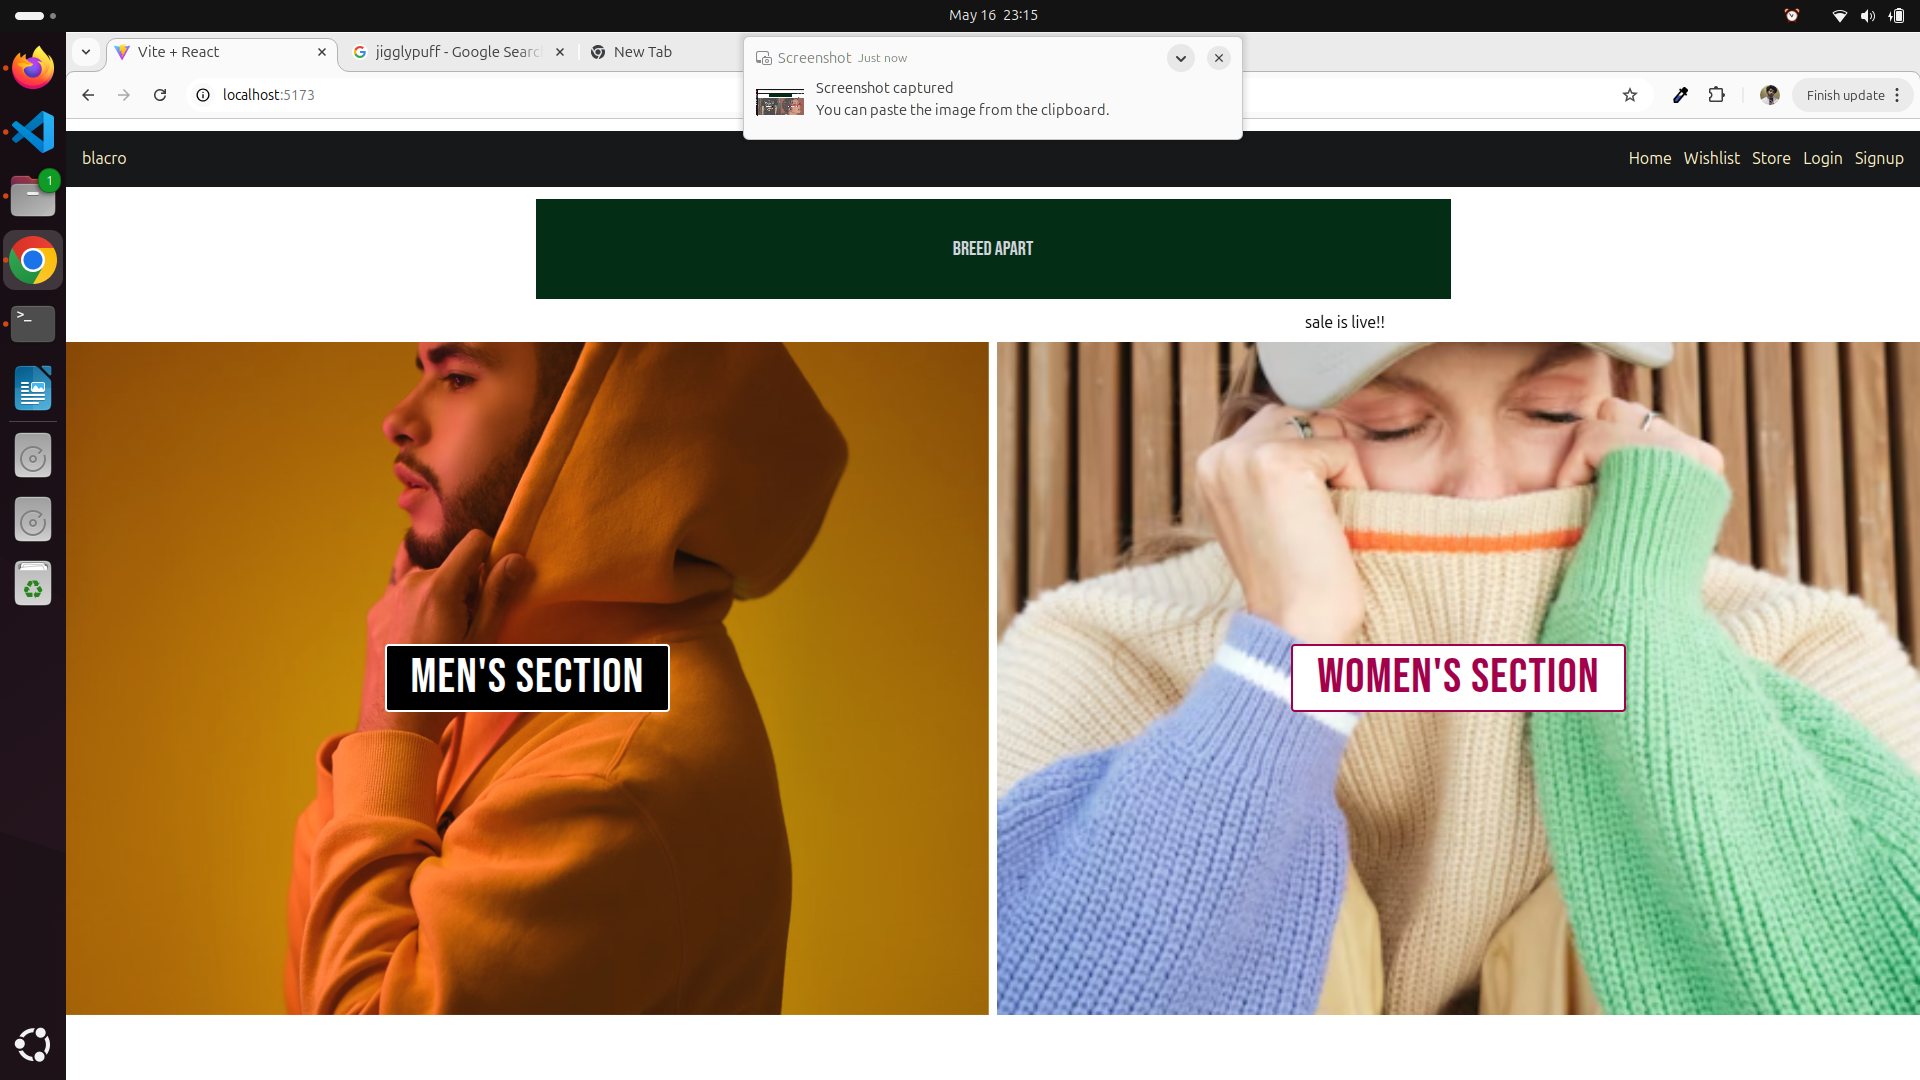 May 16 23:15
Vite + React
jigglypuff - Google Searc
New Tab
Screenshot Just now
Screenshot captured
You can paste the image from the clipboard.
localhost:5173
Finish update
1
>_
blacro
Home Wishlist Store Login Signup
BREED APART
sale is live!!
MEN'S SECTION
WOMEN'S SECTION